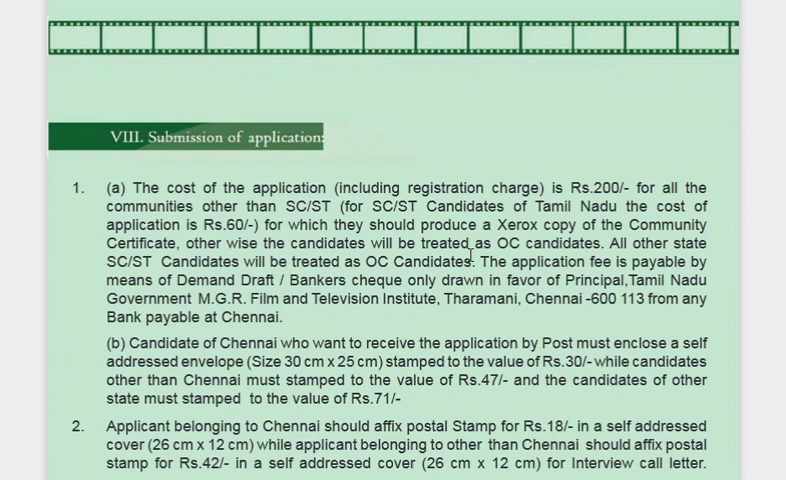 VIII. Submission of application:
1. (a) The cost of the application (including registration charge) is Rs.200/- for all the
communities other than SC/ST (for SC/ST Candidates of Tamil Nadu the cost of
application is Rs.60/-) for which they should produce a Xerox copy of the Community
Certificate, other wise the candidates will be treated as OC candidates. All other state
SC/ST Candidates will be treated as OC Candidates. The application fee is payable by
means of Demand Draft / Bankers cheque only drawn in favor of Principal,Tamil Nadu
Government M.G.R. Film and Television Institute, Tharamani, Chennai -600 113 from any
Bank payable at Chennai.
(b) Candidate of Chennai who want to receive the application by Post must enclose a self
addressed envelope (Size 30 cm x 25 cm) stamped to the value of Rs.30/- while candidates
other than Chennai must stamped to the value of Rs.47/- and the candidates of other
state must stamped to the value of Rs.71/-
2. Applicant belonging to Chennai should affix postal Stamp for Rs.18/- in a self addressed
cover (26 cm x 12 cm) while applicant belonging to other than Chennai should affix postal
stamp for Rs.42/- in a self addressed cover (26 cm x 12 cm) for Interview call letter.